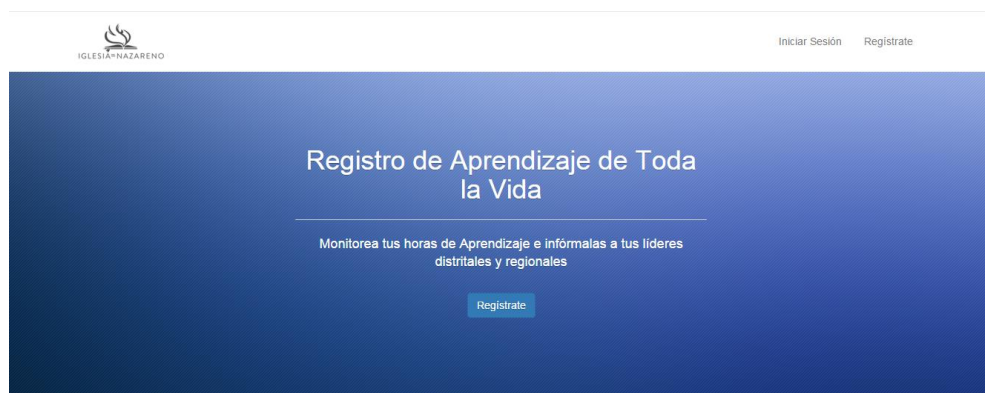 IGLESIA DEL NAZARENO
Iniciar Sesión Regístrate
Registro de Aprendizaje de Toda
la Vida
Monitorea tus horas de Aprendizaje e infórmalas a tus líderes
distritales y regionales
Regístrate